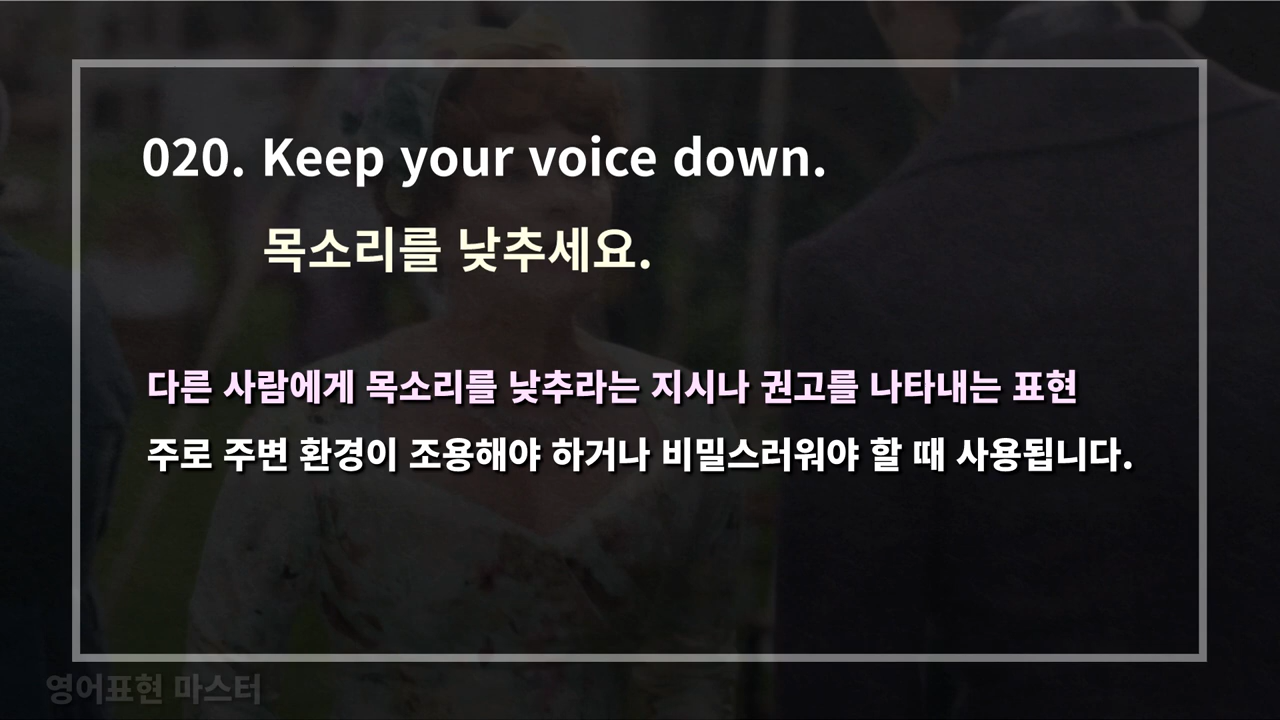 020. Keep your voice down.
목소리를 낮추세요.
다른 사람에게 목소리를 낮추라는 지시나 권고를 나타내는 표현
주로 주변 환경이 조용해야 하거나 비밀스러워야 할 때 사용됩니다.
영어표현 마스터